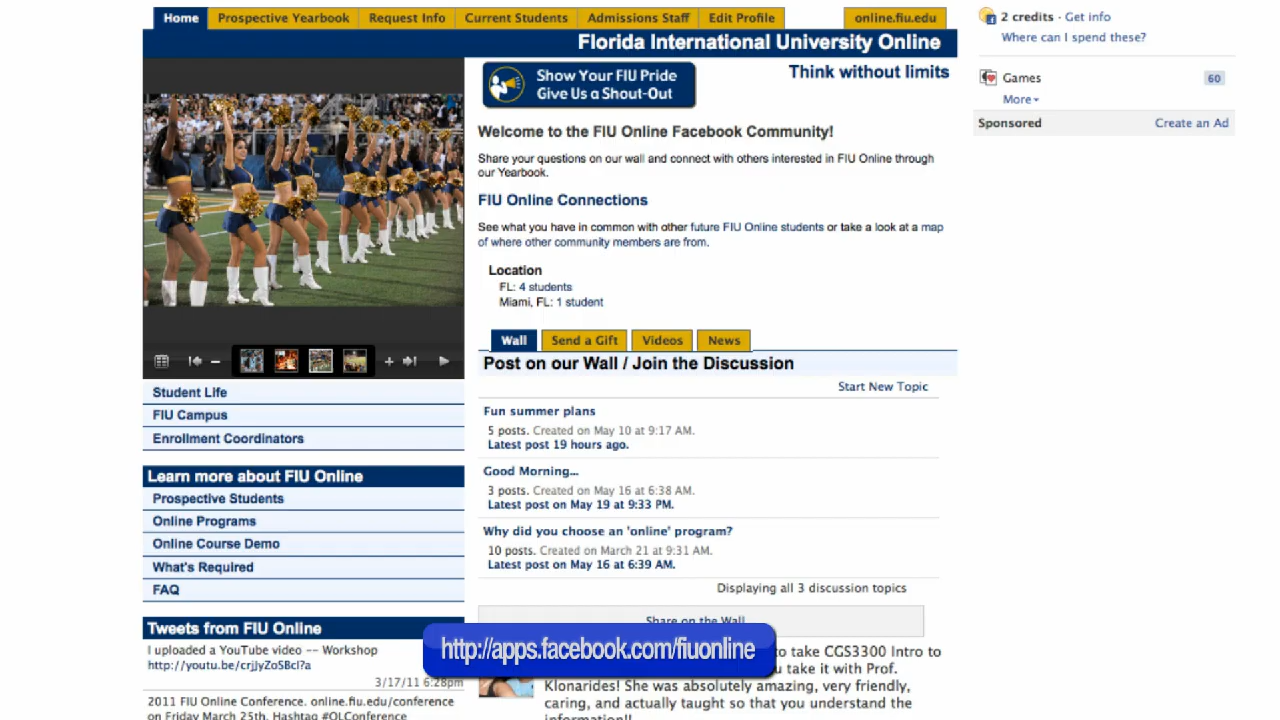 Home Prospective Yearbook Request Info Current Students Admissions Staff Edit Profile online.fiu.edu
Florida International University Online
Show Your FIU Pride
Give Us a Shout-Out
Think without limits
Welcome to the FIU Online Facebook Community!
Share your questions on our wall and connect with others interested in FIU Online through
our Yearbook.
FIU Online Connections
See what you have in common with other future FIU Online students or take a look at a map
of where other community members are from.
Location
FL: 4 students
Miami, FL: 1 student
Wall Send a Gift Videos News
Post on our Wall / Join the Discussion
Start New Topic
Fun summer plans
5 posts. Created on May 10 at 9:17 AM.
Latest post 19 hours ago.
Good Morning...
3 posts. Created on May 16 at 6:38 AM.
Latest post on May 19 at 9:33 PM.
Why did you choose an 'online' program?
10 posts. Created on March 21 at 9:31 AM.
Latest post on May 16 at 6:39 AM.
Displaying all 3 discussion topics
Share on the Wall
to take CGS3300 Intro to
take it with Prof.
Klonarides! She was absolutely amazing, very friendly,
caring, and actually taught so that you understand the
information!!
http://apps.facebook.com/fiuonline
Student Life
FIU Campus
Enrollment Coordinators
Learn more about FIU Online
Prospective Students
Online Programs
Online Course Demo
What's Required
FAQ
Tweets from FIU Online
I uploaded a YouTube video -- Workshop
http://youtu.be/crjJyZoSBcI?a
3/17/11 6:28pm
2011 FIU Online Conference. online.fiu.edu/conference
on Friday March 25th. Hashtag #OLConference
2 credits · Get info
Where can I spend these?
Games 60
More
Sponsored Create an Ad